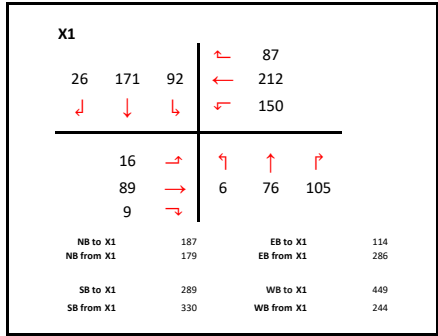 X1
87
26 171 92 212
150
16
89 6 76 105
9
NB to X1 187 EB to X1 114
NB from X1 179 EB from X1 286
SB to X1 289 WB to X1 449
SB from X1 330 WB from X1 244